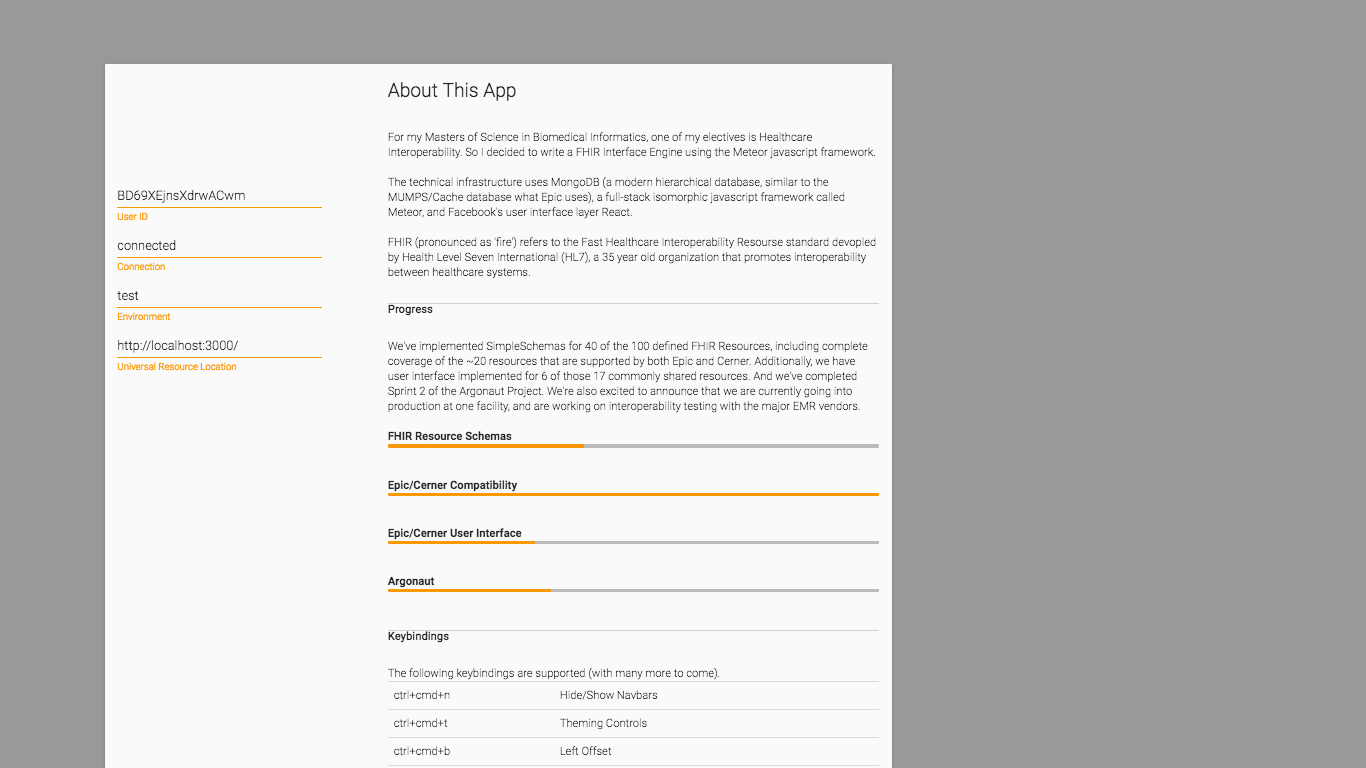 About This App
For my Masters of Science in Biomedical Informatics, one of my electives is Healthcare
Interoperability. So I decided to write a FHIR Interface Engine using the Meteor javascript framework.
The technical infrastructure uses MongoDB (a modern hierarchical database, similar to the
MUMPS/Cache database what Epic uses), a full-stack isomorphic javascript framework called
Meteor, and Facebook's user interface layer React.
FHIR (pronounced as 'fire') refers to the Fast Healthcare Interoperability Resourse standard devopled
by Health Level Seven International (HL7), a 35 year old organization that promotes interoperability
between healthcare systems.
BD69XEjnsXdrwACwm
User ID
connected
Connection
test
Environment
http://localhost:3000/
Universal Resource Location
Progress
We've implemented SimpleSchemas for 40 of the 100 defined FHIR Resources, including complete
coverage of the ~20 resources that are supported by both Epic and Cerner. Additionally, we have
user interface implemented for 6 of those 17 commonly shared resources. And we've completed
Sprint 2 of the Argonaut Project. We're also excited to announce that we are currently going into
production at one facility, and are working on interoperability testing with the major EMR vendors.
FHIR Resource Schemas
Epic/Cerner Compatibility
Epic/Cerner User Interface
Argonaut
Keybindings
The following keybindings are supported (with many more to come).
ctrl+cmd+n Hide/Show Navbars
ctrl+cmd+t Theming Controls
ctrl+cmd+b Left Offset